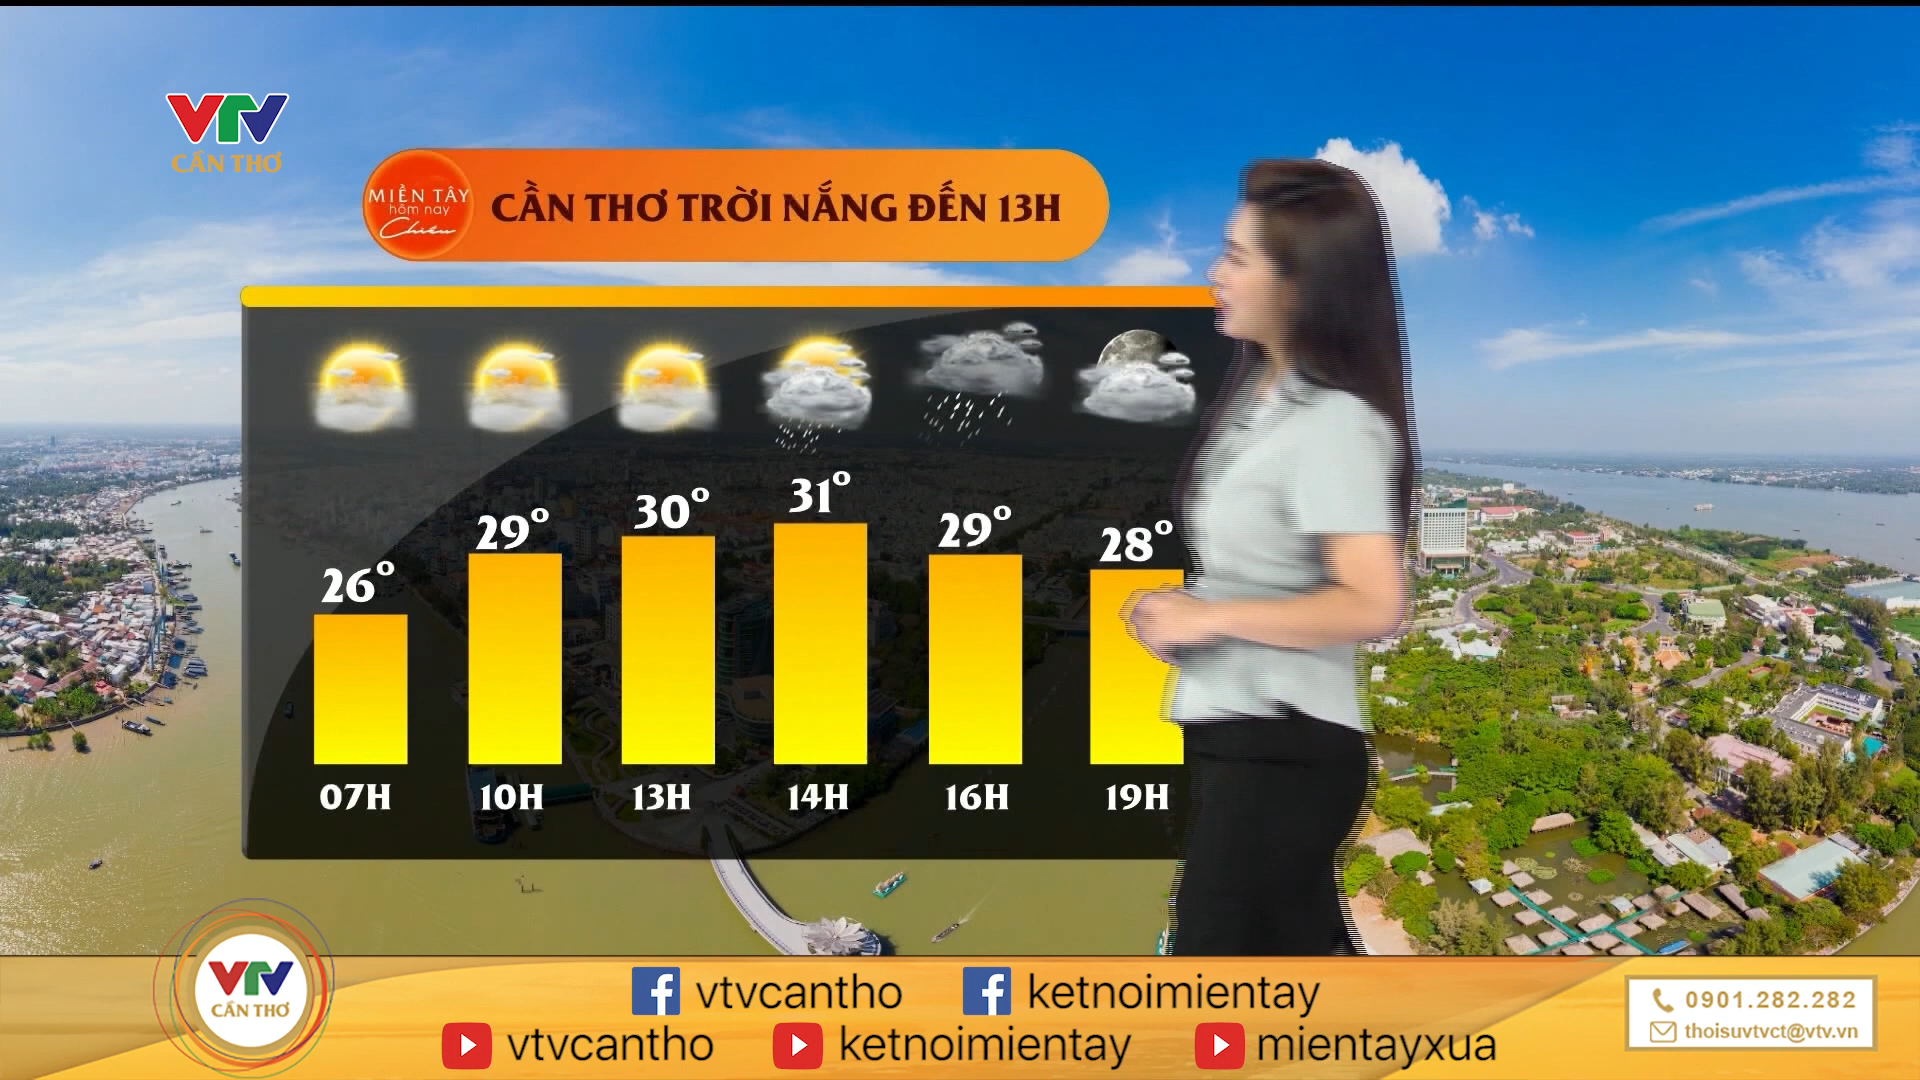 VTV
CẦN THƠ
MIỀN TÂY
hôm nay
Chiều
CẦN THƠ TRỜI NẮNG ĐẾN 13H
26° 29° 30° 31° 29° 28°
07H 10H 13H 14H 16H 19H
VTV
CẦN THƠ
vtvcantho ketnoimientay
vtvcantho ketnoimientay mientayxua
0901.282.282
thoisuvtvct@vtv.vn